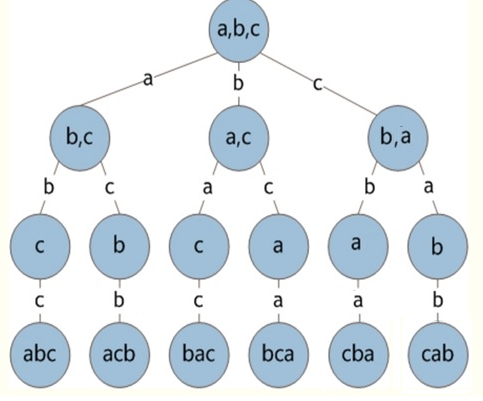 a,b,c
a b c
b,c a,c b,a
b c a c b a
c b c a a b
c b c a a b
abc acb bac bca cba cab